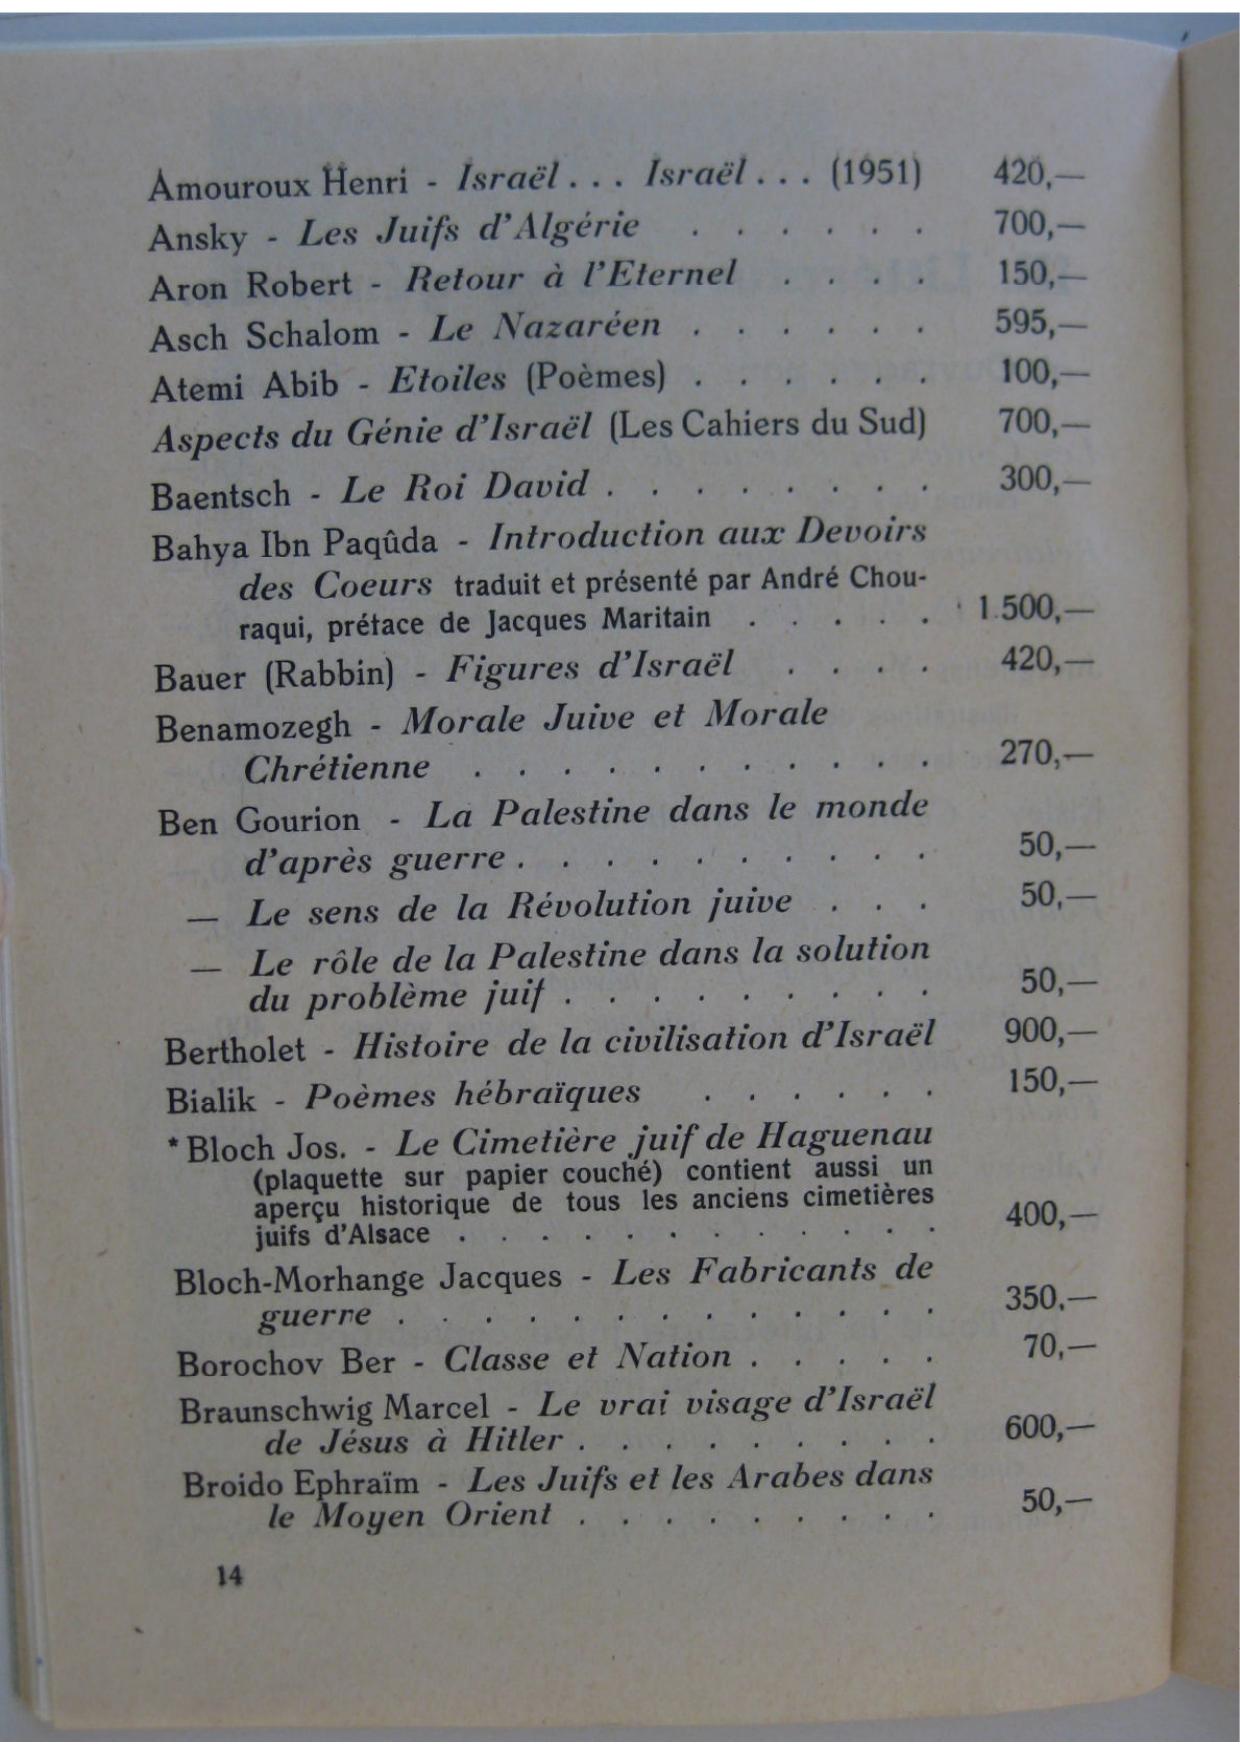 Amouroux Henri - Israël . . . Israël . . . (1951) 420,—
Ansky - Les Juifs d'Algérie . . . . . . 700,—
Aron Robert - Retour à l'Eternel . . . . 150,—
Asch Schalom - Le Nazaréen . . . . . . 595,—
Atemi Abib - Etoiles (Poèmes) . . . . . . 100,—
Aspects du Génie d'Israël (Les Cahiers du Sud) 700,—
Baentsch - Le Roi David . . . . . . . . 300,—
Bahya Ibn Paqûda - Introduction aux Devoirs
des Coeurs traduit et présenté par André Chou-
raqui, préface de Jacques Maritain . . . . . 1.500,—
Bauer (Rabbin) - Figures d'Israël . . . . 420,—
Benamozegh - Morale Juive et Morale
Chrétienne . . . . . . . . . . . 270,—
Ben Gourion - La Palestine dans le monde
d'après guerre . . . . . . . . . . 50,—
— Le sens de la Révolution juive . . . 50,—
— Le rôle de la Palestine dans la solution
du problème juif . . . . . . . . . 50,—
Bertholet - Histoire de la civilisation d'Israël 900,—
Bialik - Poèmes hébraïques . . . . . . 150,—
* Bloch Jos. - Le Cimetière juif de Haguenau
(plaquette sur papier couché) contient aussi un
aperçu historique de tous les anciens cimetières
juifs d'Alsace . . . . . . . . . . . . 400,—
Bloch-Morhange Jacques - Les Fabricants de
guerre . . . . . . . . . . . . . 350.—
Borochov Ber - Classe et Nation . . . . . 70,—
Braunschwig Marcel - Le vrai visage d'Israël
de Jésus à Hitler . . . . . . . . . 600,—
Broido Ephraïm - Les Juifs et les Arabes dans
le Moyen Orient . . . . . . . . . 50,—
14